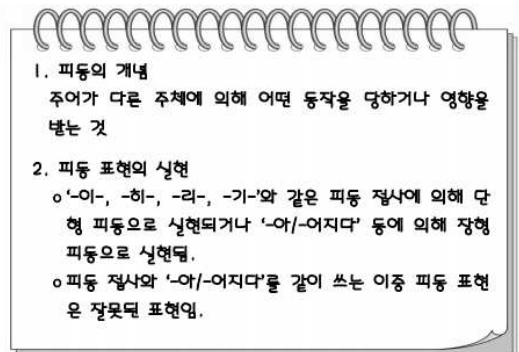 1. 피동의 개념
주어가 다른 주체에 의해 어떤 동작을 당하거나 영향을
받는 것
2. 피동 표현의 실현
o '-이-, -히-, -리-, -기-'와 같은 피동 접사에 의해 단
형 피동으로 실현되거나 '-아/-어지다' 등에 의해 장형
피동으로 실현됨.
o 피동 접사와 '-아/-어지다'를 같이 쓰는 이중 피동 표현
은 잘못된 표현임.